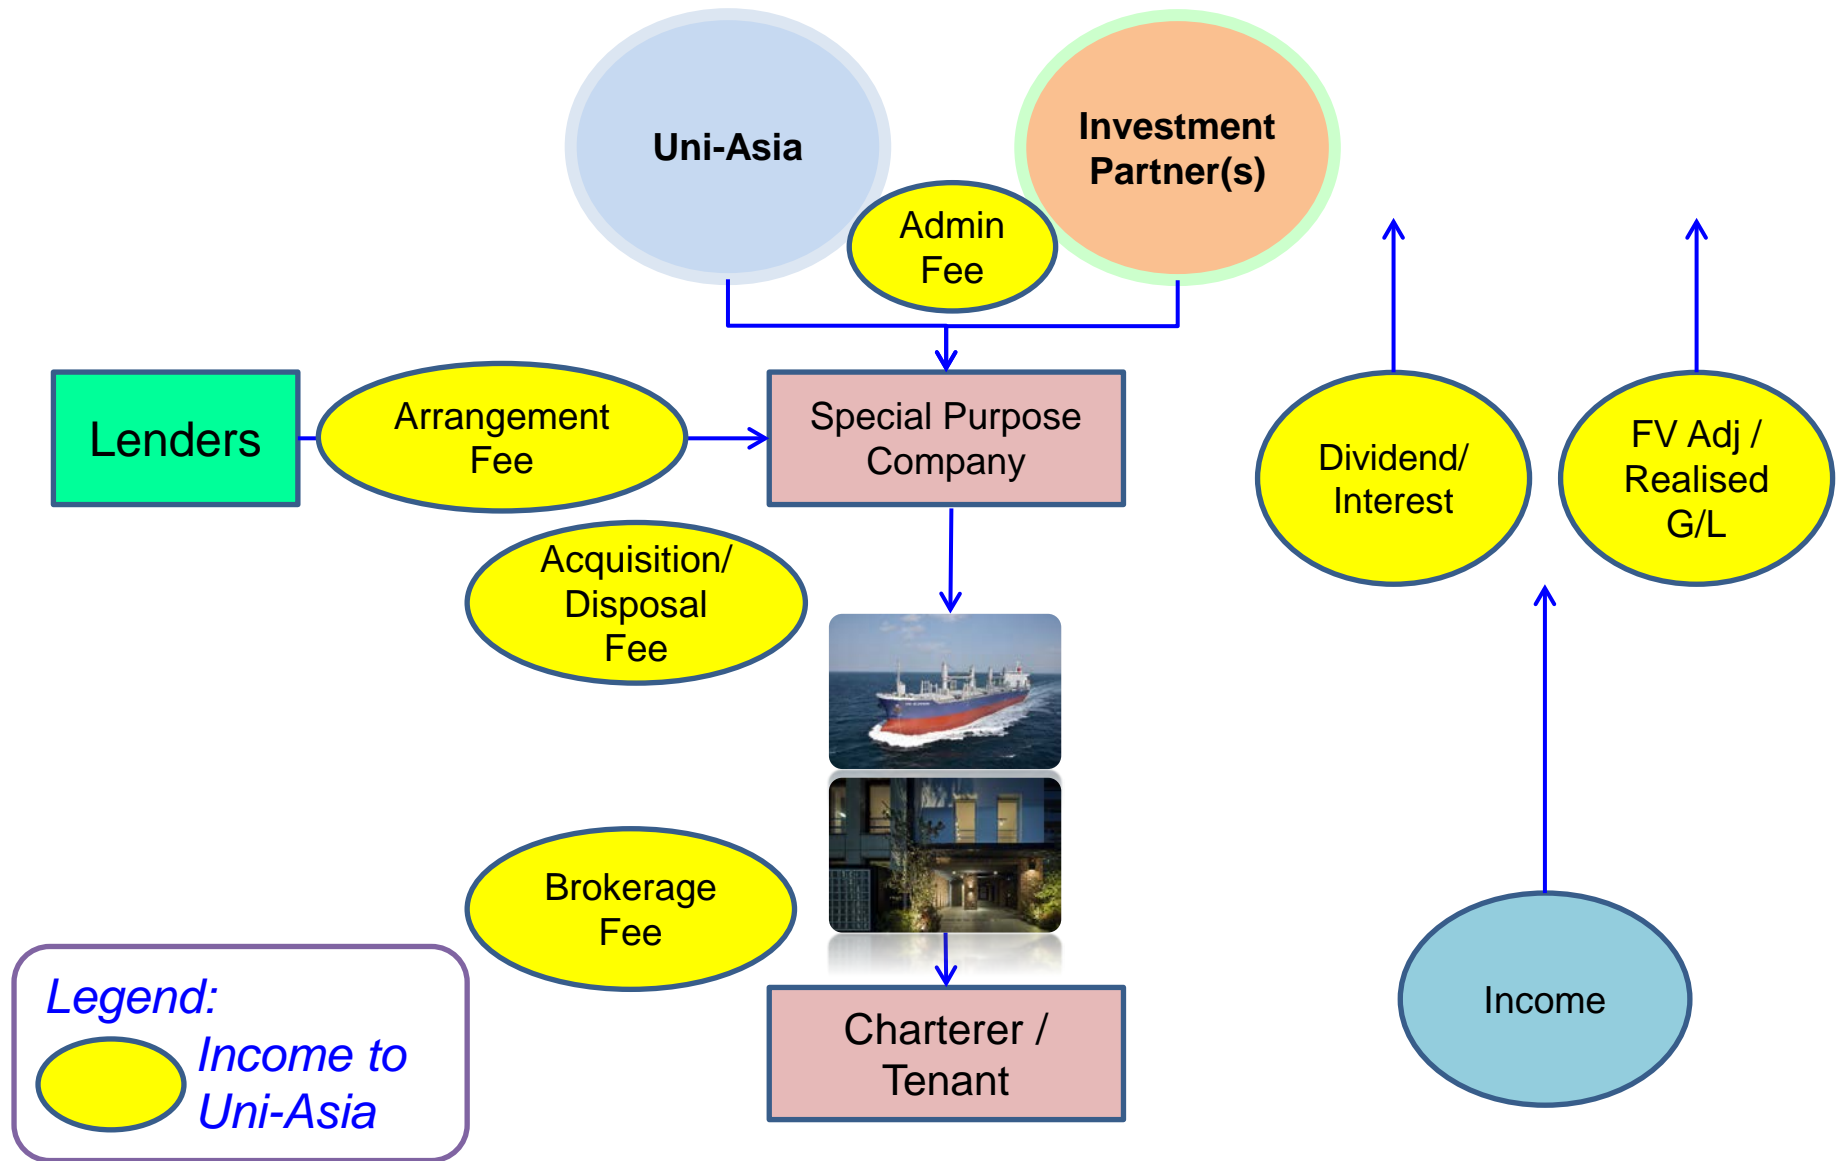 Uni-Asia
Investment
Partner(s)
Admin
Fee
Lenders
Arrangement
Fee
Special Purpose
Company
Dividend/
Interest
FV Adj /
Realised
G/L
Acquisition/
Disposal
Fee
Brokerage
Fee
Legend:
Income to
Uni-Asia
Charterer /
Tenant
Income